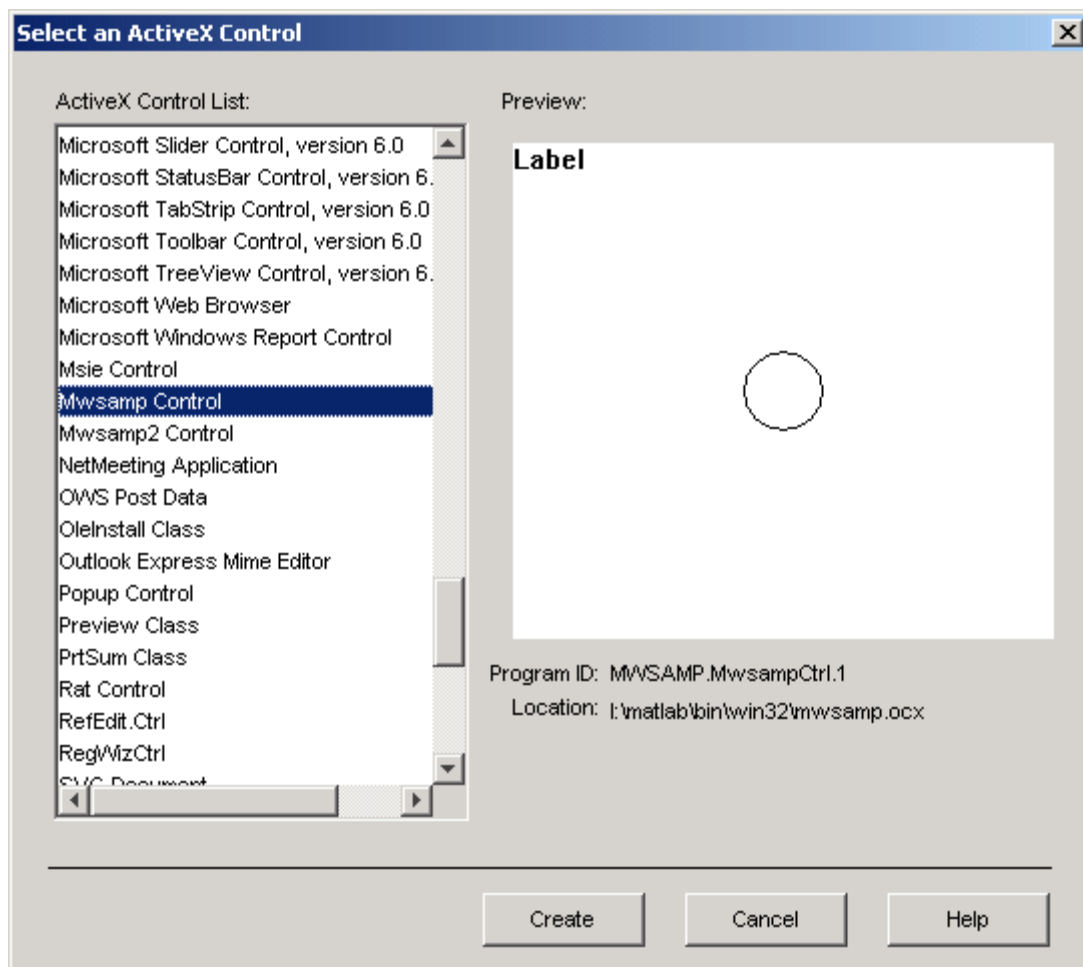 Select an ActiveX Control
ActiveX Control List:
Microsoft Slider Control, version 6.0
Microsoft StatusBar Control, version 6.
Microsoft TabStrip Control, version 6.0
Microsoft Toolbar Control, version 6.0
Microsoft TreeView Control, version 6.
Microsoft Web Browser
Microsoft Windows Report Control
Msie Control
Mwsamp Control
Mwsamp2 Control
NetMeeting Application
OWS Post Data
OleInstall Class
Outlook Express Mime Editor
Popup Control
Preview Class
PrtSum Class
Rat Control
RefEdit.Ctrl
RegWizCtrl
Preview:
Label
Program ID: MWSAMP.MwsampCtrl.1
Location: I:\matlab\bin\win32\mwsamp.ocx
Create
Cancel
Help